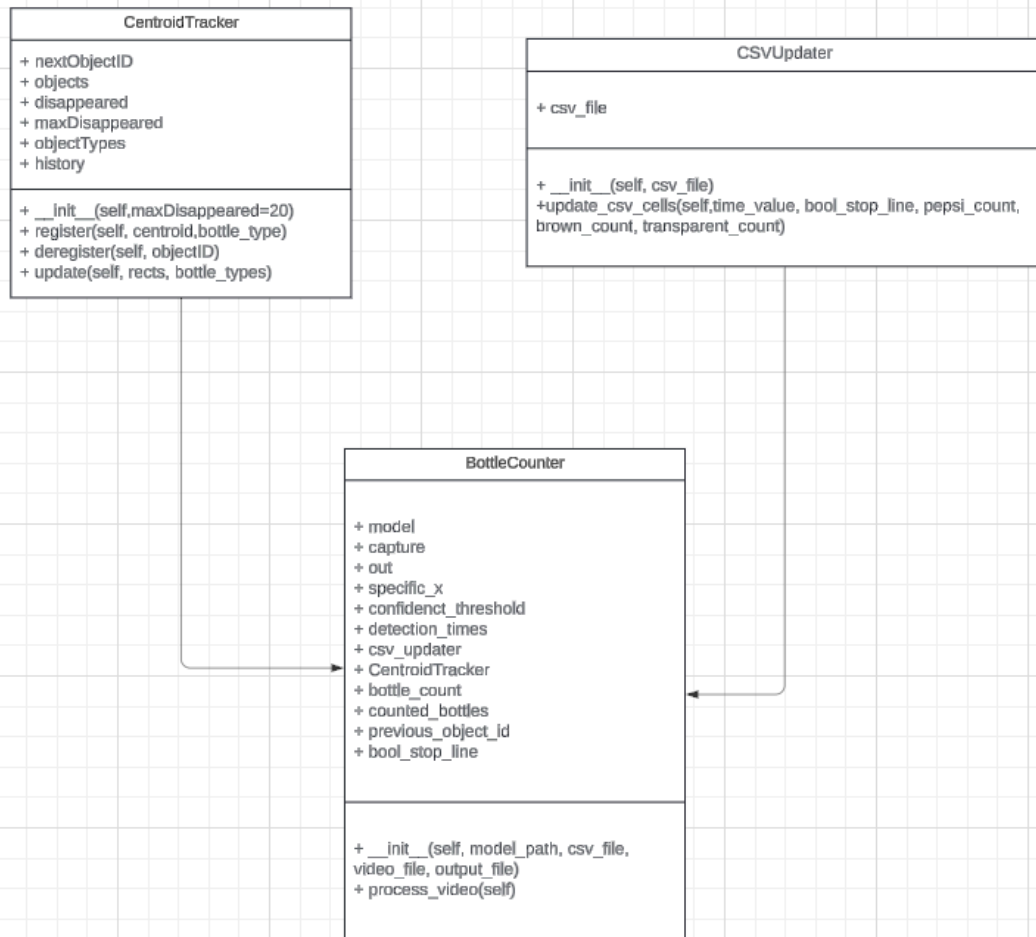 CentroidTracker
+ nextObjectID
+ objects
+ disappeared
+ maxDisappeared
+ objectTypes
+ history
+ __init__(self,maxDisappeared=20)
+ register(self, centroid,bottle_type)
+ deregister(self, objectID)
+ update(self, rects, bottle_types)
CSVUpdater
+ csv_file
+ __init__(self, csv_file)
+update_csv_cells(self,time_value, bool_stop_line, pepsi_count,
brown_count, transparent_count)
BottleCounter
+ model
+ capture
+ out
+ specific_x
+ confidenct_threshold
+ detection_times
+ csv_updater
+ CentroidTracker
+ bottle_count
+ counted_bottles
+ previous_object_id
+ bool_stop_line
+ __init__(self, model_path, csv_file,
video_file, output_file)
+ process_video(self)